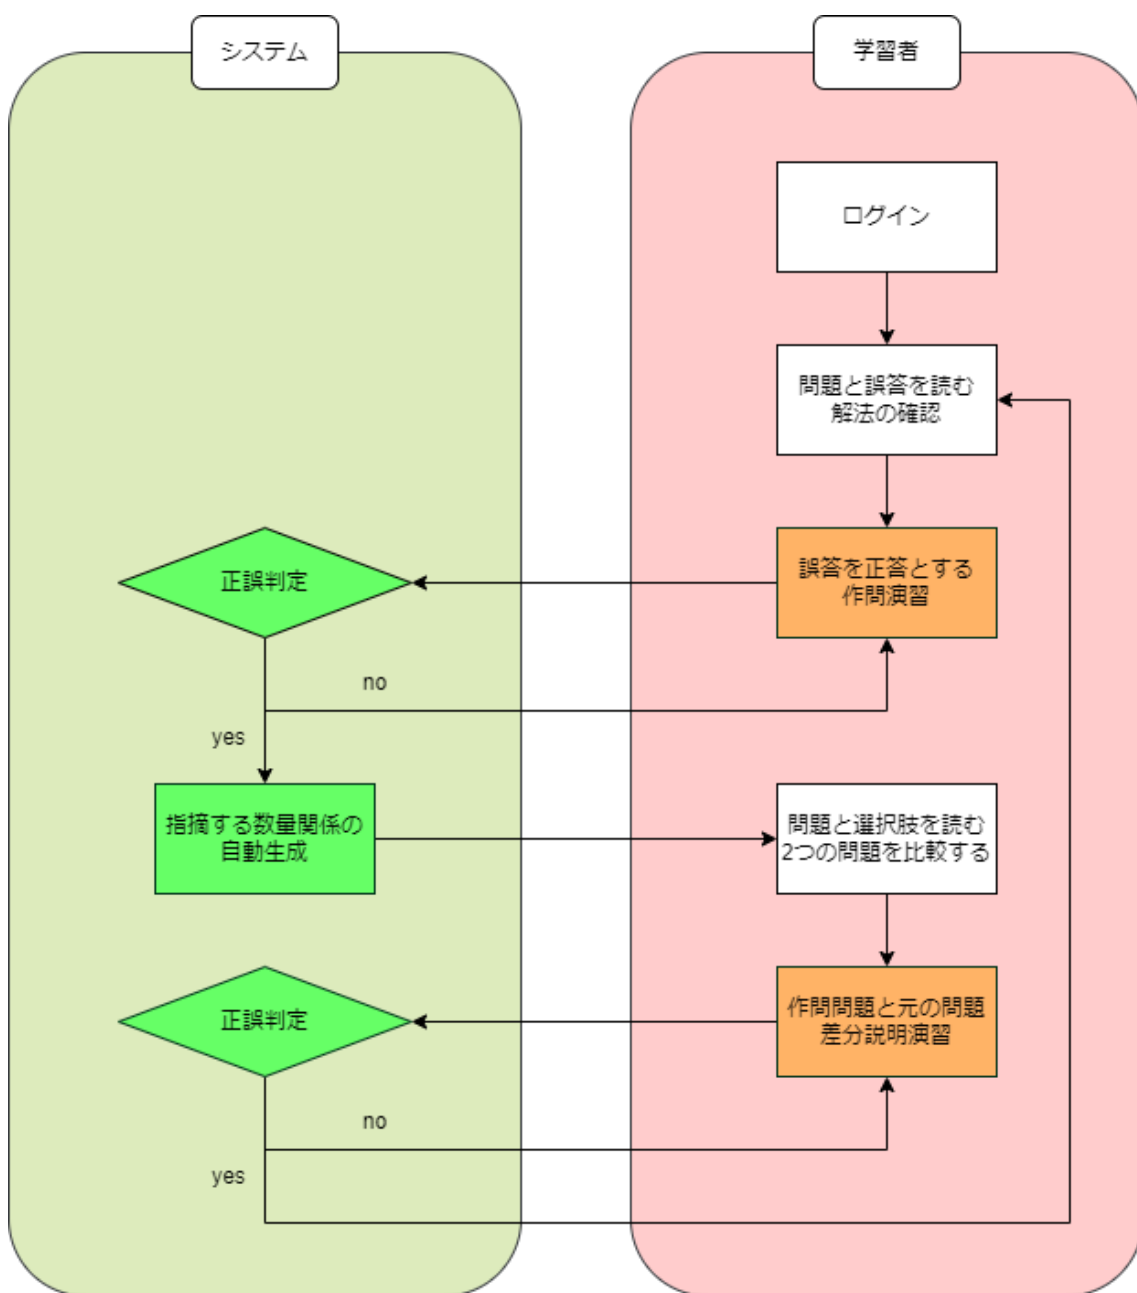 システム
学習者
ログイン
問題と誤答を読む
解法の確認
誤答を正答とする
作問演習
正誤判定
no
yes
指摘する数量関係の
自動生成
問題と選択肢を読む
2つの問題を比較する
作問問題と元の問題
差分説明演習
正誤判定
no
yes